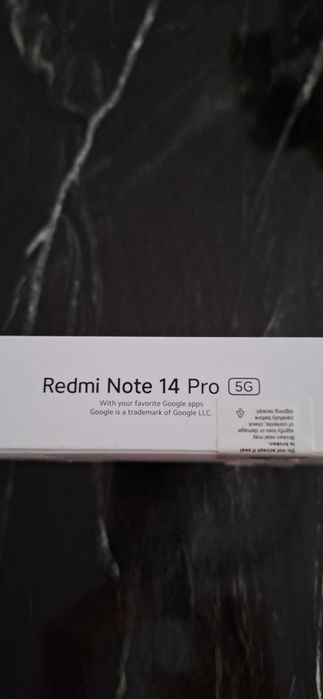 Redmi Note 14 Pro 5G
With your favorite Google apps
Google is a trademark of Google LLC.
Do not accept if seal
is broken.
Broken seal may
signify loss or damage
of contents; check
carefully before
signing receipt.